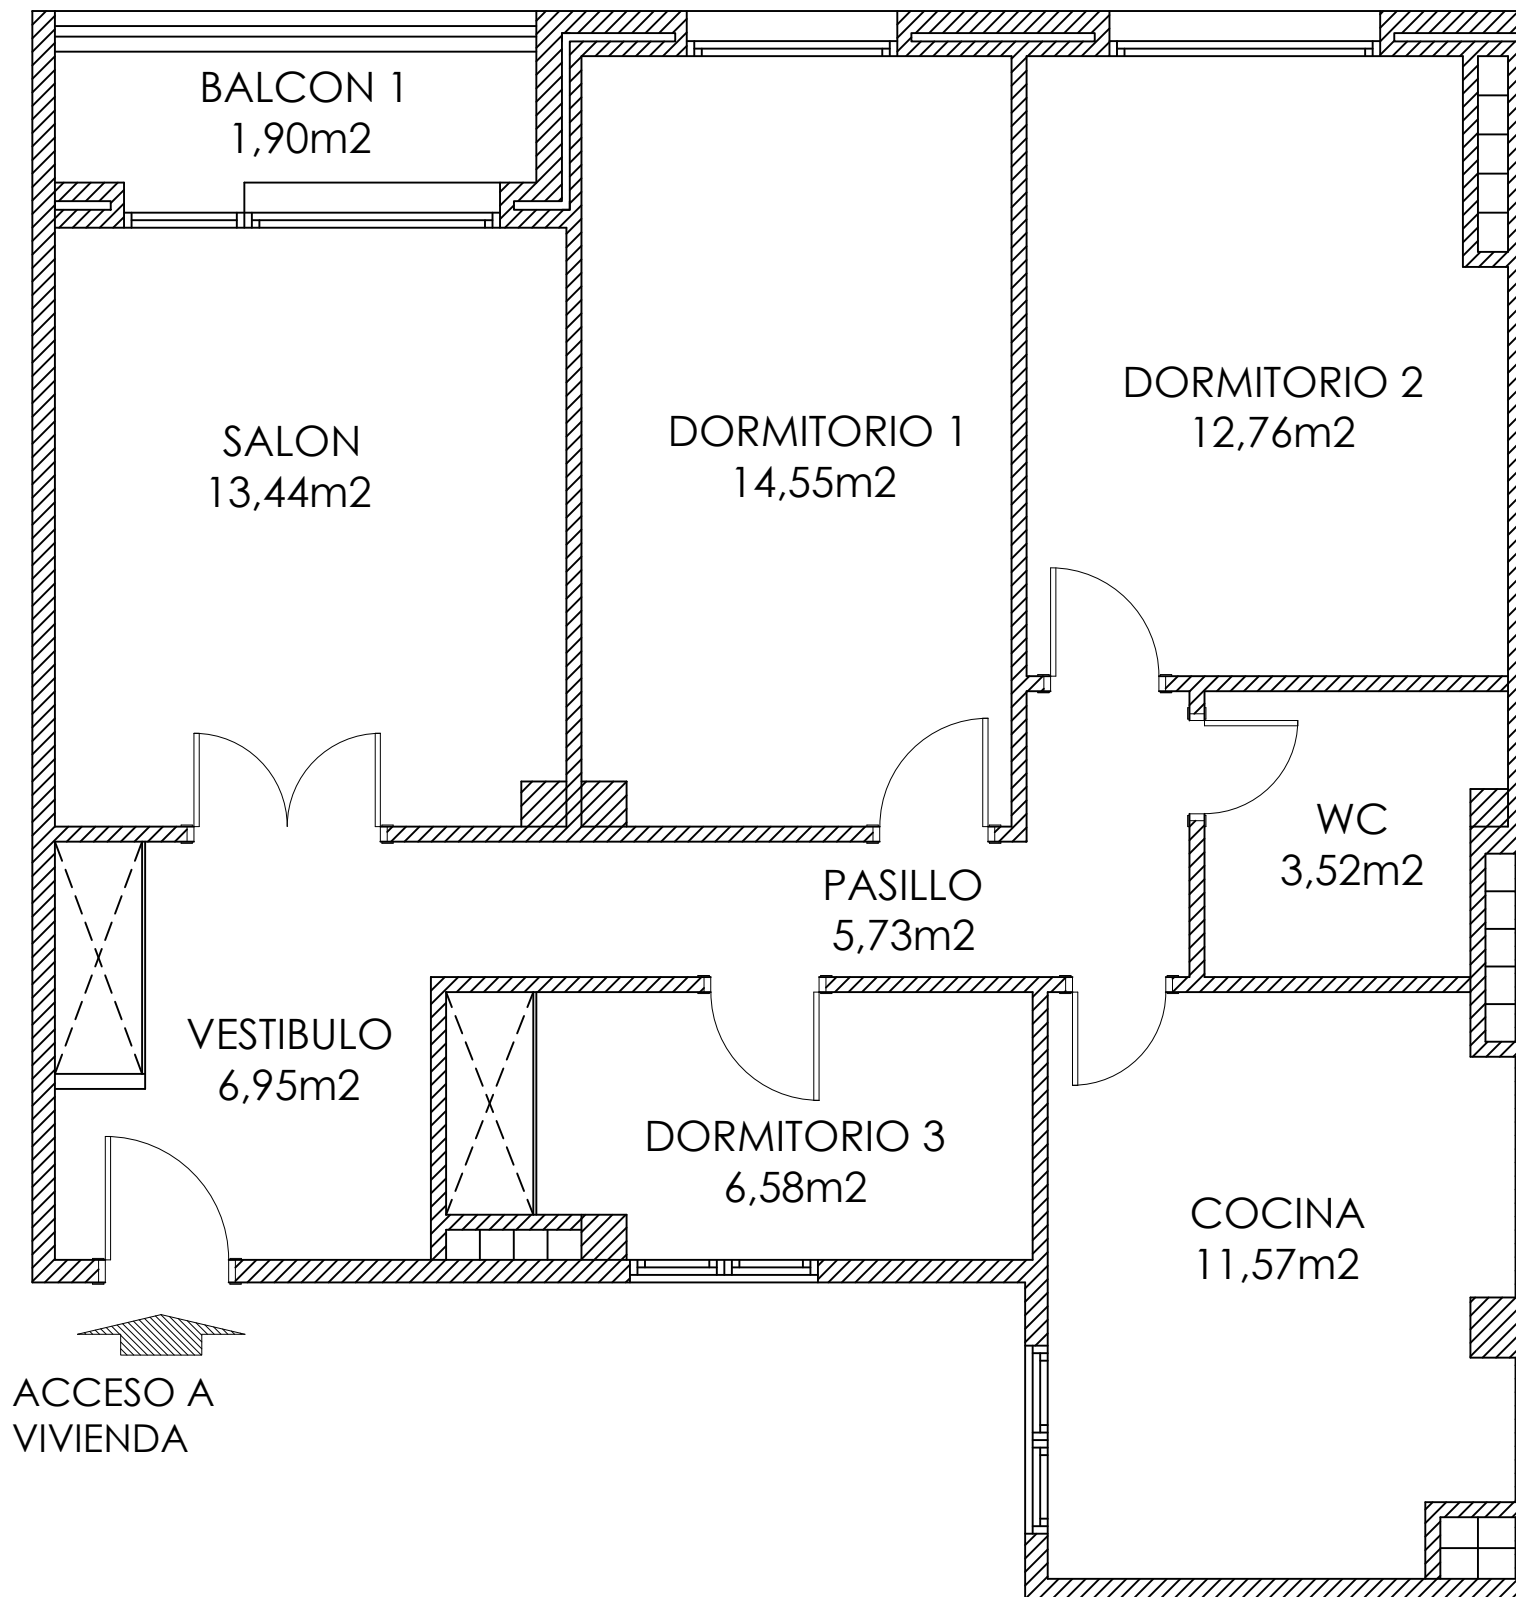 BALCON 1
1,90m2
DORMITORIO 2
12,76m2
SALON
13,44m2
DORMITORIO 1
14,55m2
WC
3,52m2
PASILLO
5,73m2
VESTIBULO
6,95m2
DORMITORIO 3
6,58m2
COCINA
11,57m2
ACCESO A
VIVIENDA